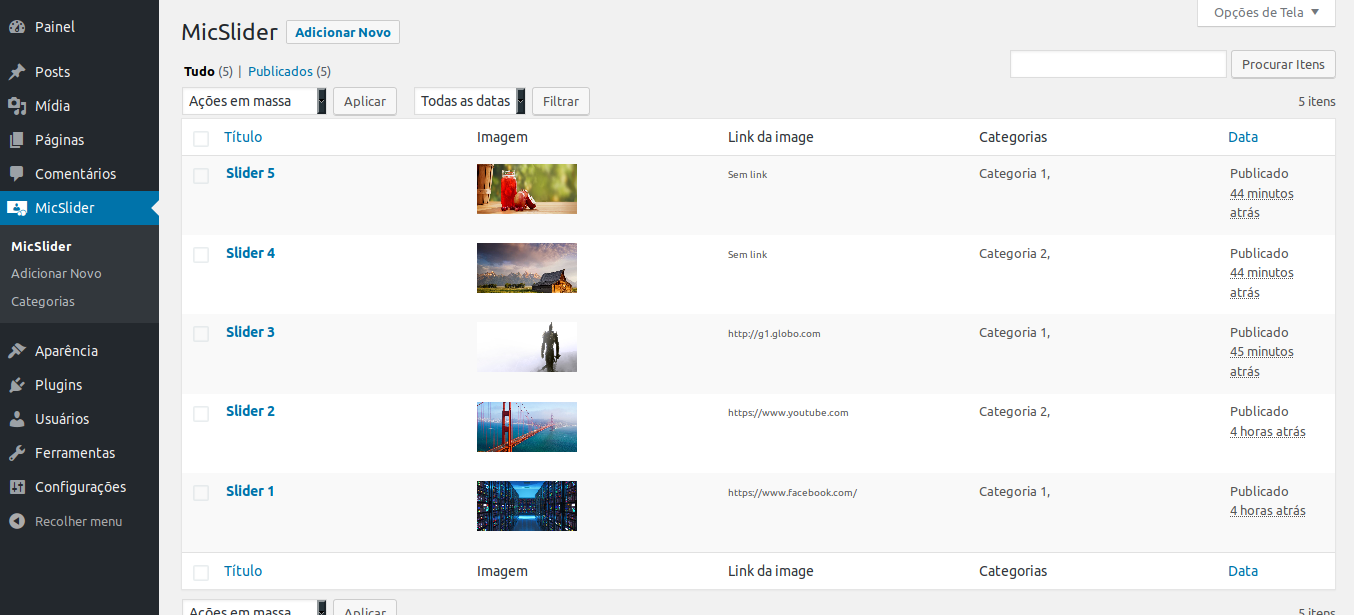 Painel
Posts
Mídia
Páginas
Comentários
MicSlider
MicSlider
Adicionar Novo
Categorias
Aparência
Plugins
Usuários
Ferramentas
Configurações
Recolher menu
Opções de Tela ▼
MicSlider Adicionar Novo
Tudo (5) | Publicados (5)
Procurar Itens
Ações em massa Aplicar Todas as datas Filtrar 5 itens
Título Imagem Link da image Categorias Data
Slider 5 Sem link Categoria 1, Publicado
44 minutos
atrás
Slider 4 Sem link Categoria 2, Publicado
44 minutos
atrás
Slider 3 http://g1.globo.com Categoria 1, Publicado
45 minutos
atrás
Slider 2 https://www.youtube.com Categoria 2, Publicado
4 horas atrás
Slider 1 https://www.facebook.com/ Categoria 1, Publicado
4 horas atrás
Título Imagem Link da image Categorias Data
Ações em massa Aplicar 5 itens